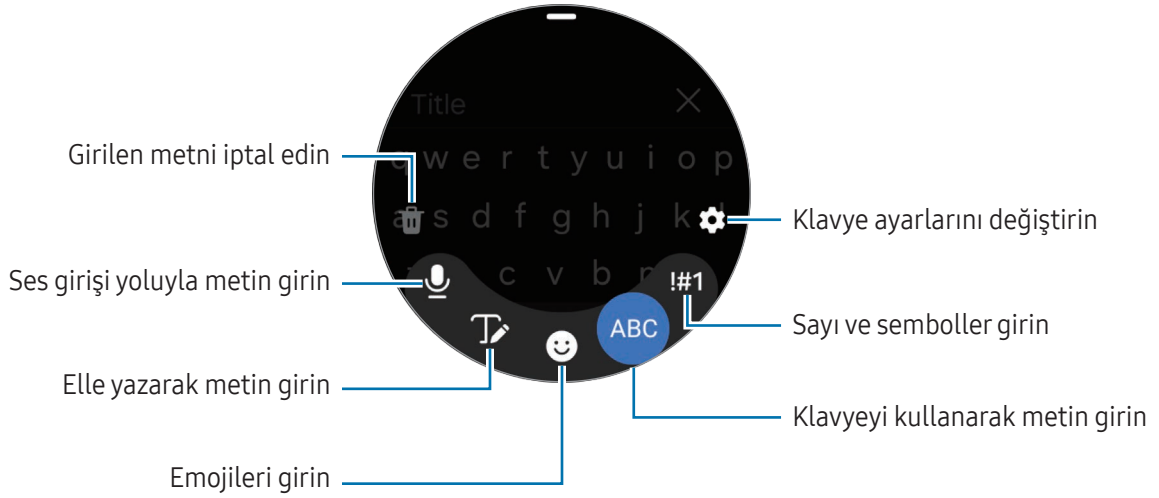 Title
Girilen metni iptal edin
q w e r t y u i o p
a s d f g h j k l
Klavye ayarlarını değiştirin
Ses girişi yoluyla metin girin
c v b n
!#1
ABC
Sayı ve semboller girin
Elle yazarak metin girin
Klavyeyi kullanarak metin girin
Emojileri girin